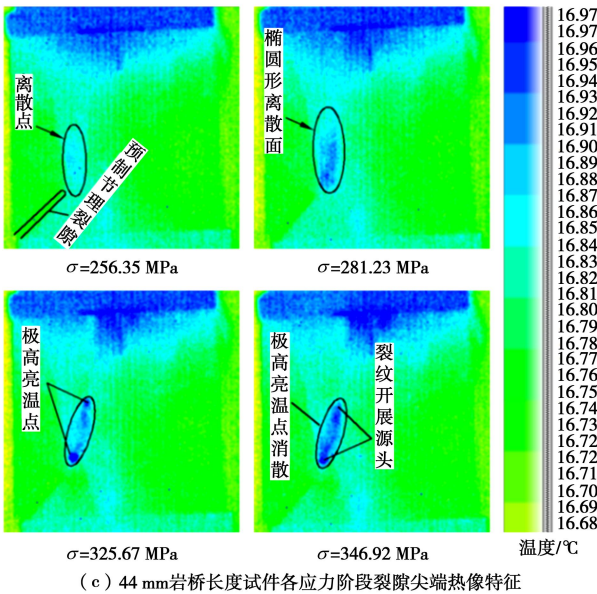 离散点
预制节理裂隙
σ=256.35 MPa
椭圆形离散面
σ=281.23 MPa
极高亮温点
σ=325.67 MPa
极高亮温点消散
裂纹开展源头
σ=346.92 MPa
16.97
16.97
16.96
16.95
16.94
16.93
16.92
16.91
16.90
16.89
16.88
16.87
16.86
16.85
16.84
16.82
16.82
16.81
16.80
16.79
16.78
16.77
16.76
16.75
16.74
16.73
16.72
16.72
16.71
16.70
16.69
16.68
温度/℃
(c) 44 mm岩桥长度试件各应力阶段裂隙尖端热像特征